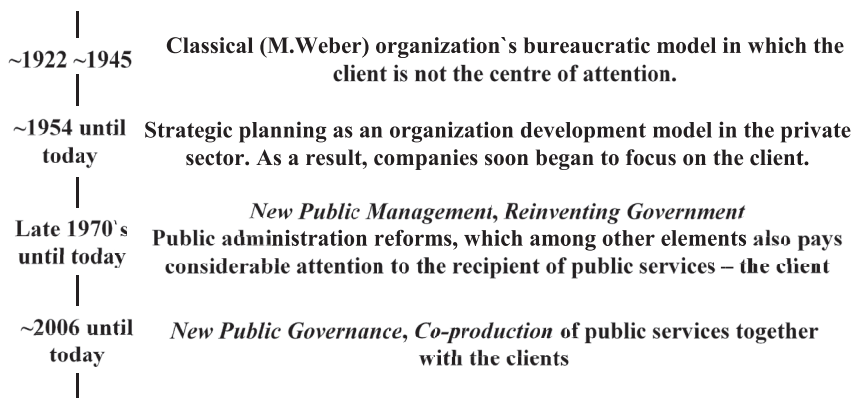 ~1922 ~1945
Classical (M.Weber) organization`s bureaucratic model in which the
client is not the centre of attention.
~1954 until
today
Strategic planning as an organization development model in the private
sector. As a result, companies soon began to focus on the client.
Late 1970`s
until today
New Public Management, Reinventing Government
Public administration reforms, which among other elements also pays
considerable attention to the recipient of public services – the client
~2006 until
today
New Public Governance, Co-production of public services together
with the clients